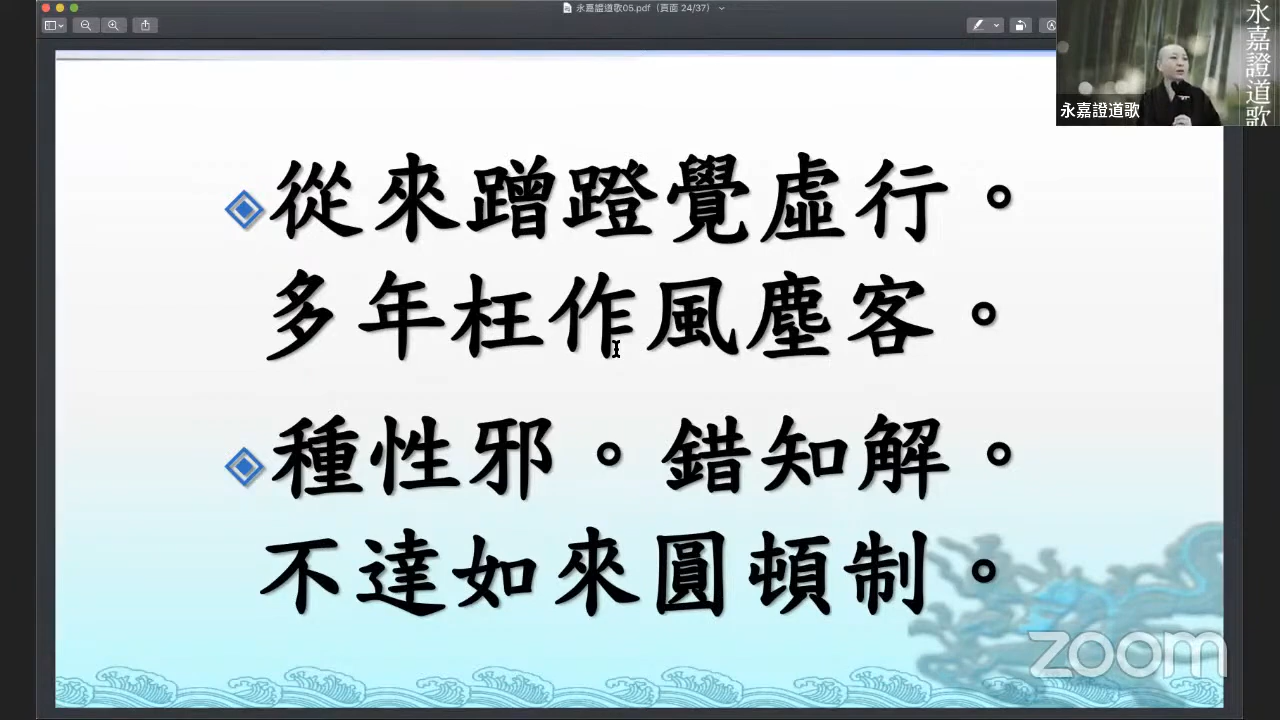 永嘉證道歌05.pdf（頁面 24/37）
從來蹭蹬覺虛行。
多年枉作風塵客。
種性邪。錯知解。
不達如來圓頓制。
永嘉證道歌
永嘉證道歌
zoom